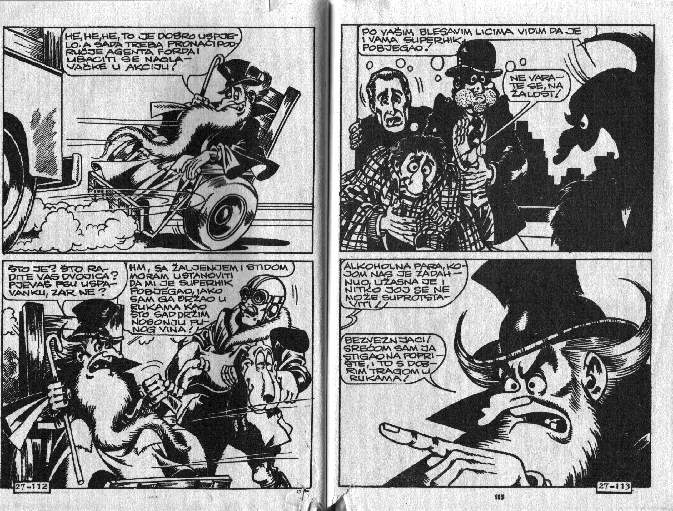 HE, HE, HE, TO JE DOBRO USPJE-
LO. A SADA TREBA PRONAĆI POD-
RUČJE AGENTA FORDA I
UBACITI SE NAGLA-
VAČKE U AKCIJU!
ŠTO JE? ŠTO RA-
DITE VAS DVOJICA?
PJEVAŠ PSU USPA-
VANKU, ZAR NE?
HM, SA ŽALJENJEM I STIDOM
MORAM USTANOVITI
DA MI JE SUPERHIK
POBJEGAO, IAKO
SAM GA DRŽAO U
RUKAMA KAO
ŠTO SAD DRŽIM
NOSONJU PU-
NOG VINA!
27-112
PO VAŠIM BLESAVIM LICIMA VIDIM DA JE
I VAMA SUPERHIK
POBJEGAO!
NE VARA-
TE SE, NA
ŽALOST!
ALKOHOLNA PARA, KO-
JOM NAS JE ZADAH-
NUO, UŽASNA JE I
NITKO JOJ SE NE
MOŽE SUPROTSTA-
VITI!
BEZVEZNJACI!
SREĆOM SAM JA
STIGAO NA POPRI-
ŠTE, I TO S DOB-
RIM TRAGOM U
RUKAMA!
113
27-113